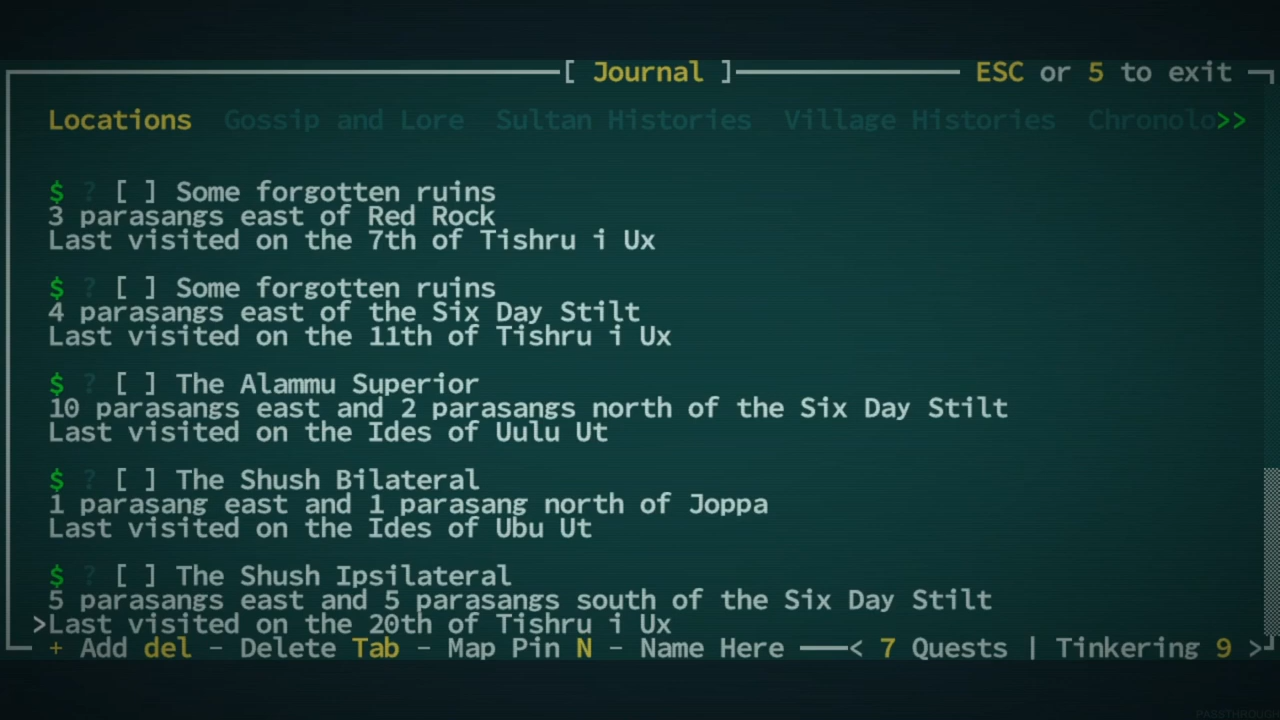 [ Journal ] ESC or 5 to exit
Locations Gossip and Lore Sultan Histories Village Histories Chronolo>>
$ ? [ ] Some forgotten ruins
3 parasangs east of Red Rock
Last visited on the 7th of Tishru i Ux
$ ? [ ] Some forgotten ruins
4 parasangs east of the Six Day Stilt
Last visited on the 11th of Tishru i Ux
$ ? [ ] The Alammu Superior
10 parasangs east and 2 parasangs north of the Six Day Stilt
Last visited on the Ides of Uulu Ut
$ ? [ ] The Shush Bilateral
1 parasang east and 1 parasang north of Joppa
Last visited on the Ides of Ubu Ut
$ ? [ ] The Shush Ipsilateral
5 parasangs east and 5 parasangs south of the Six Day Stilt
>Last visited on the 20th of Tishru i Ux
+ Add del - Delete Tab - Map Pin N - Name Here < 7 Quests | Tinkering 9 >